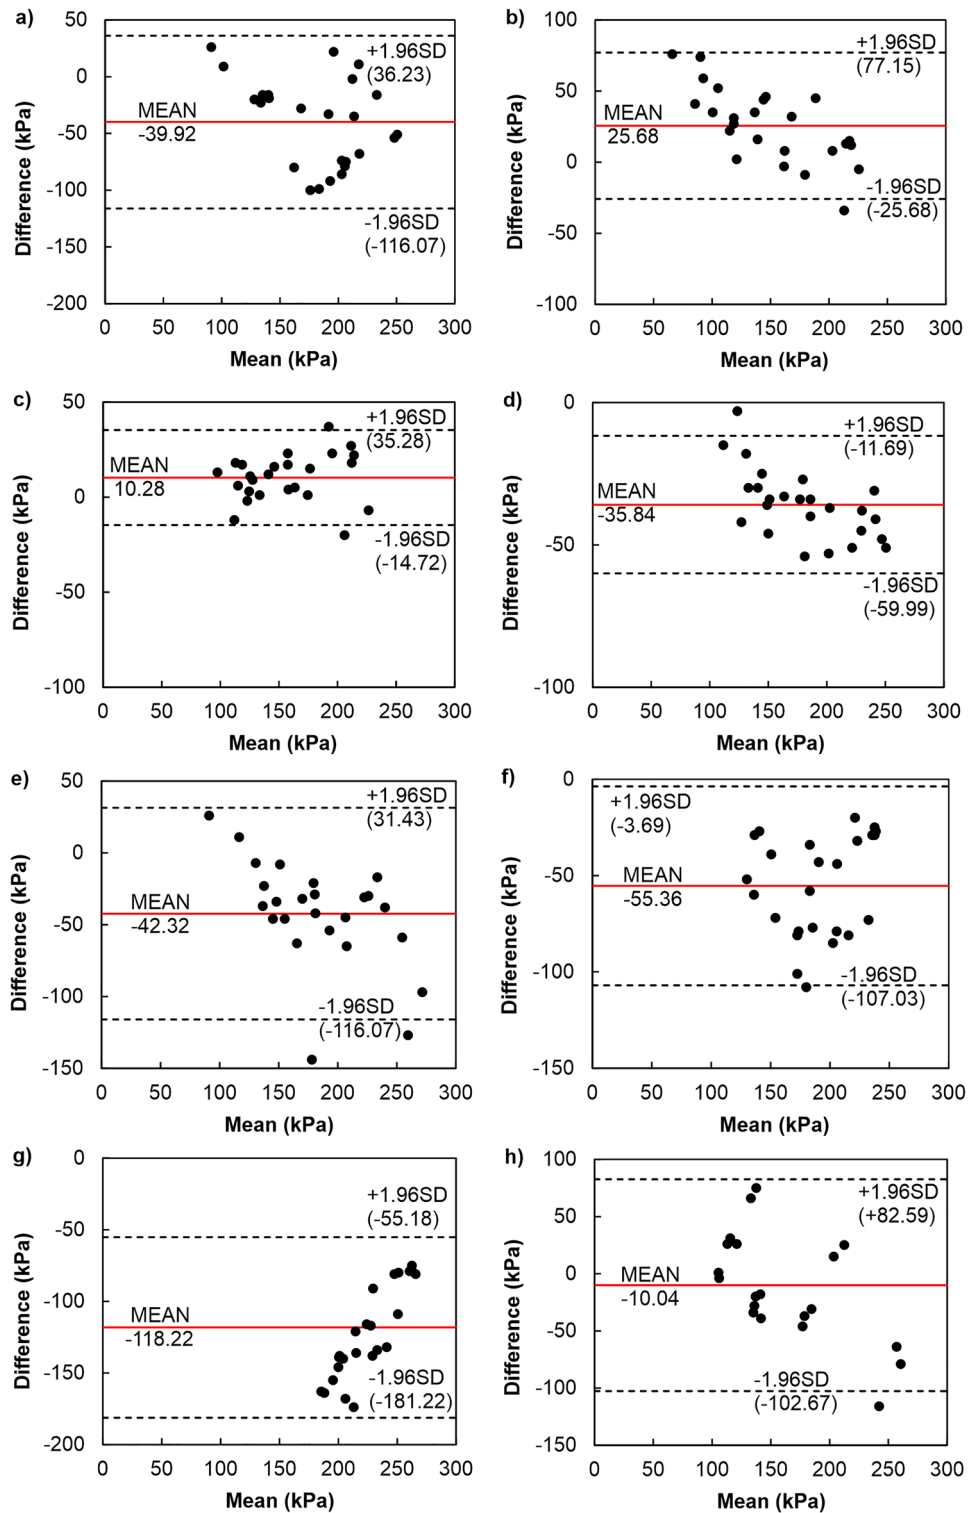 a)
50
0
-50
-100
-150
-200
Difference (kPa)
+1.96SD
(36.23)
MEAN
-39.92
-1.96SD
(-116.07)
0 50 100 150 200 250 300
Mean (kPa)
b)
100
50
0
-50
-100
Difference (kPa)
+1.96SD
(77.15)
MEAN
25.68
-1.96SD
(-25.68)
0 50 100 150 200 250 300
Mean (kPa)
c)
50
0
-50
-100
Difference (kPa)
+1.96SD
(35.28)
MEAN
10.28
-1.96SD
(-14.72)
0 50 100 150 200 250 300
Mean (kPa)
d)
0
-50
-100
Difference (kPa)
+1.96SD
(-11.69)
MEAN
-35.84
-1.96SD
(-59.99)
0 50 100 150 200 250 300
Mean (kPa)
e)
50
0
-50
-100
-150
Difference (kPa)
+1.96SD
(31.43)
MEAN
-42.32
-1.96SD
(-116.07)
0 50 100 150 200 250 300
Mean (kPa)
f)
0
-50
-100
-150
Difference (kPa)
+1.96SD
(-3.69)
MEAN
-55.36
-1.96SD
(-107.03)
0 50 100 150 200 250 300
Mean (kPa)
g)
0
-50
-100
-150
-200
Difference (kPa)
+1.96SD
(-55.18)
MEAN
-118.22
-1.96SD
(-181.22)
0 50 100 150 200 250 300
Mean (kPa)
h)
100
50
0
-50
-100
-150
Difference (kPa)
+1.96SD
(+82.59)
MEAN
-10.04
-1.96SD
(-102.67)
0 50 100 150 200 250 300
Mean (kPa)